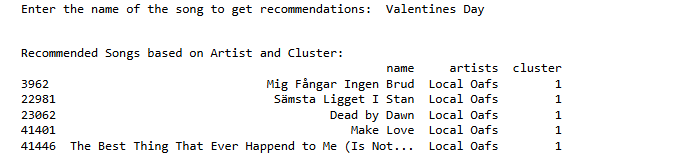 Enter the name of the song to get recommendations:  Valentines Day
Recommended Songs based on Artist and Cluster:
name artists cluster
3962 Mig Fångar Ingen Brud Local Oafs 1
22981 Sämsta Ligget I Stan Local Oafs 1
23062 Dead by Dawn Local Oafs 1
41401 Make Love Local Oafs 1
41446 The Best Thing That Ever Happend to Me (Is Not... Local Oafs 1